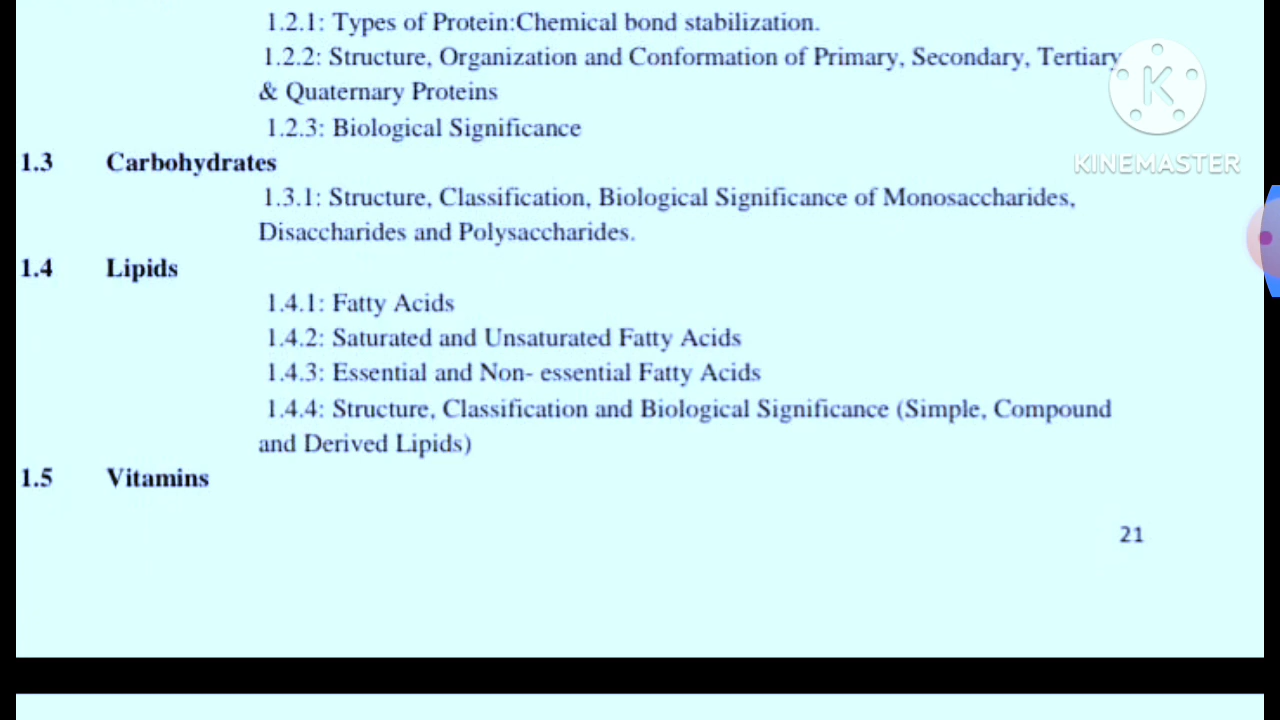 1.2.1: Types of Protein:Chemical bond stabilization.
1.2.2: Structure, Organization and Conformation of Primary, Secondary, Tertiary
& Quaternary Proteins
1.2.3: Biological Significance
1.3 Carbohydrates
1.3.1: Structure, Classification, Biological Significance of Monosaccharides,
Disaccharides and Polysaccharides.
1.4 Lipids
1.4.1: Fatty Acids
1.4.2: Saturated and Unsaturated Fatty Acids
1.4.3: Essential and Non- essential Fatty Acids
1.4.4: Structure, Classification and Biological Significance (Simple, Compound
and Derived Lipids)
1.5 Vitamins
21
K
KINEMASTER